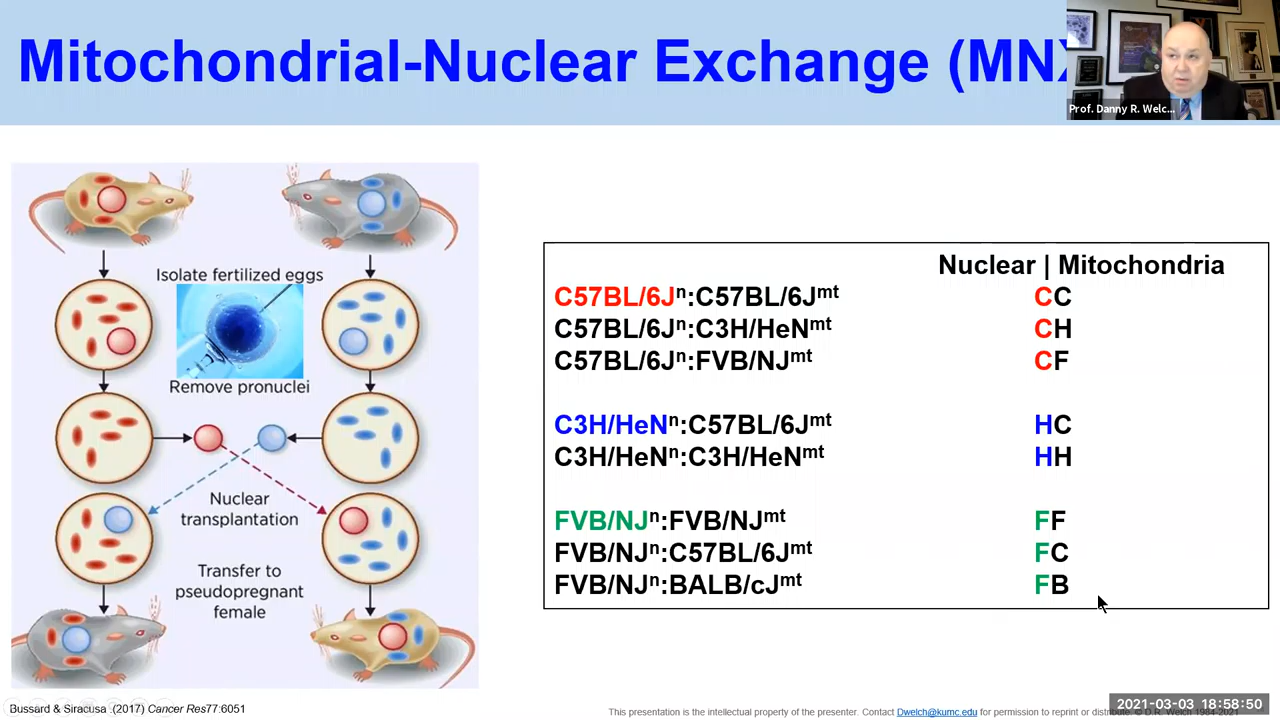 Mitochondrial-Nuclear Exchange (MNX
Prof. Danny R. Welc...
Isolate fertilized eggs
Remove pronuclei
Nuclear
transplantation
Transfer to
pseudopregnant
female
Nuclear | Mitochondria
C57BL/6Jⁿ:C57BL/6Jᵐᵗ CC
C57BL/6Jⁿ:C3H/HeNᵐᵗ CH
C57BL/6Jⁿ:FVB/NJᵐᵗ CF
C3H/HeNⁿ:C57BL/6Jᵐᵗ HC
C3H/HeNⁿ:C3H/HeNᵐᵗ HH
FVB/NJⁿ:FVB/NJᵐᵗ FF
FVB/NJⁿ:C57BL/6Jᵐᵗ FC
FVB/NJⁿ:BALB/cJᵐᵗ FB
Bussard & Siracusa .(2017) Cancer Res77:6051
This presentation is the intellectual property of the presenter. Contact Dwelch@kumc.edu for permission to reprint or distribute. © D.R. Welch 1984-2021
2021-03-03 18:58:50